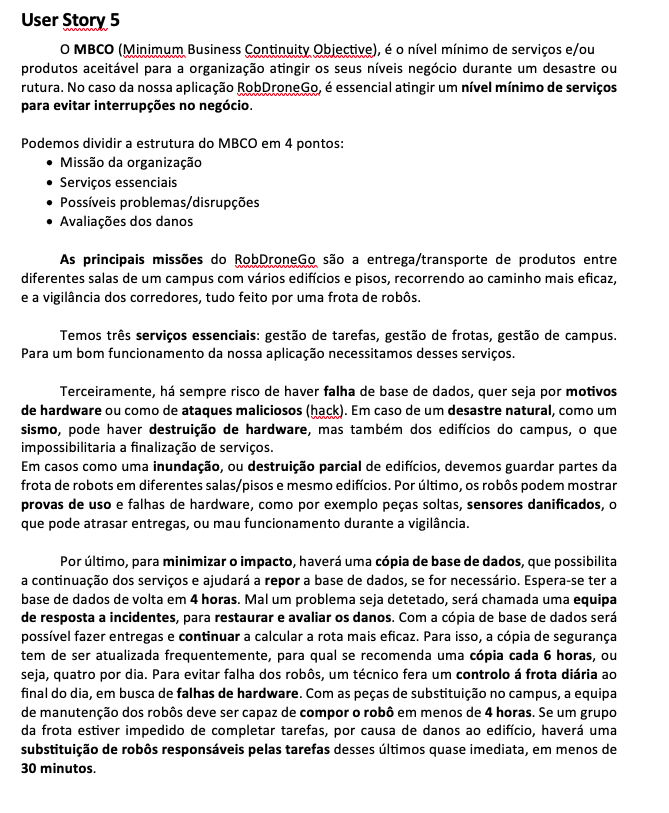 User Story 5
O MBCO (Minimum Business Continuity Objective), é o nível mínimo de serviços e/ou
produtos aceitável para a organização atingir os seus níveis negócio durante um desastre ou
rutura. No caso da nossa aplicação RobDroneGo, é essencial atingir um nível mínimo de serviços
para evitar interrupções no negócio.
Podemos dividir a estrutura do MBCO em 4 pontos:
• Missão da organização
• Serviços essenciais
• Possíveis problemas/disrupções
• Avaliações dos danos
As principais missões do RobDroneGo são a entrega/transporte de produtos entre
diferentes salas de um campus com vários edifícios e pisos, recorrendo ao caminho mais eficaz,
e a vigilância dos corredores, tudo feito por uma frota de robôs.
Temos três serviços essenciais: gestão de tarefas, gestão de frotas, gestão de campus.
Para um bom funcionamento da nossa aplicação necessitamos desses serviços.
Terceiramente, há sempre risco de haver falha de base de dados, quer seja por motivos
de hardware ou como de ataques maliciosos (hack). Em caso de um desastre natural, como um
sismo, pode haver destruição de hardware, mas também dos edifícios do campus, o que
impossibilitaria a finalização de serviços.
Em casos como uma inundação, ou destruição parcial de edifícios, devemos guardar partes da
frota de robots em diferentes salas/pisos e mesmo edifícios. Por último, os robôs podem mostrar
provas de uso e falhas de hardware, como por exemplo peças soltas, sensores danificados, o
que pode atrasar entregas, ou mau funcionamento durante a vigilância.
Por último, para minimizar o impacto, haverá uma cópia de base de dados, que possibilita
a continuação dos serviços e ajudará a repor a base de dados, se for necessário. Espera-se ter a
base de dados de volta em 4 horas. Mal um problema seja detetado, será chamada uma equipa
de resposta a incidentes, para restaurar e avaliar os danos. Com a cópia de base de dados será
possível fazer entregas e continuar a calcular a rota mais eficaz. Para isso, a cópia de segurança
tem de ser atualizada frequentemente, para qual se recomenda uma cópia cada 6 horas, ou
seja, quatro por dia. Para evitar falha dos robôs, um técnico fera um controlo á frota diária ao
final do dia, em busca de falhas de hardware. Com as peças de substituição no campus, a equipa
de manutenção dos robôs deve ser capaz de compor o robô em menos de 4 horas. Se um grupo
da frota estiver impedido de completar tarefas, por causa de danos ao edifício, haverá uma
substituição de robôs responsáveis pelas tarefas desses últimos quase imediata, em menos de
30 minutos.